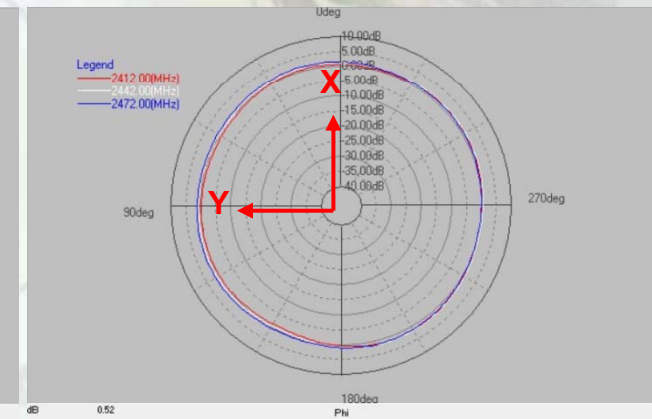 0deg
10.00dB
Legend
5.00dB
2412.00(MHz)
0.00dB
2442.00(MHz)
-5.00dB
2472.00(MHz)
X
-10.00dB
-15.00dB
-20.00dB
-25.00dB
-30.00dB
-35.00dB
-40.00dB
Y
90deg
270deg
180deg
dB 0.52 Phi